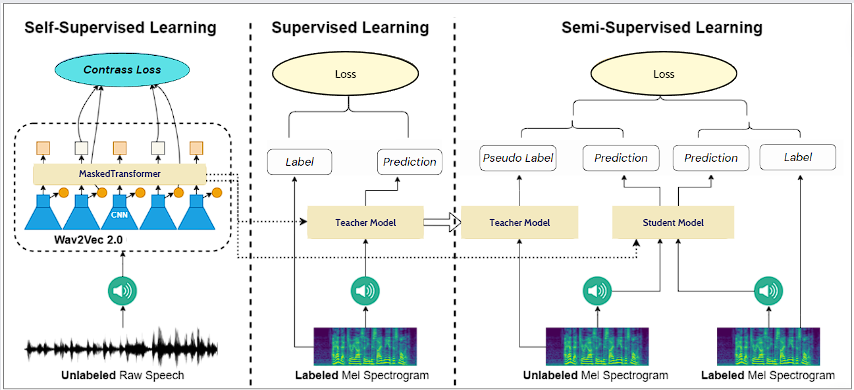 Self-Supervised Learning
Supervised Learning
Semi-Supervised Learning
Contrass Loss
Loss
Loss
Label
Prediction
Pseudo Label
Prediction
Prediction
Label
MaskedTransformer
CNN
Wav2Vec 2.0
Teacher Model
Teacher Model
Student Model
Unlabeled Raw Speech
Labeled Mel Spectrogram
Unlabeled Mel Spectrogram
Labeled Mel Spectrogram